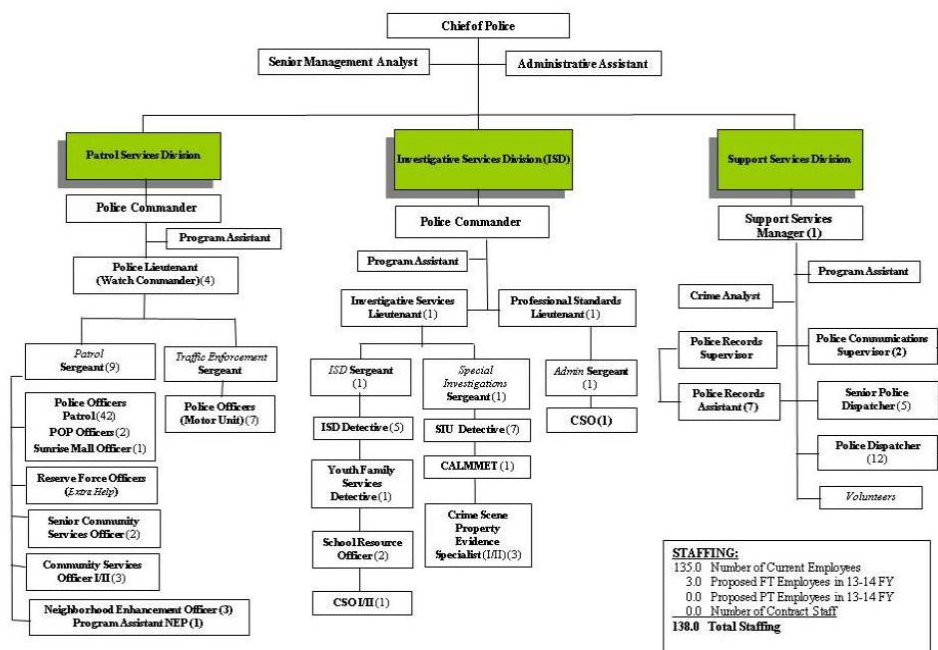 Chief of Police
Senior Management Analyst
Administrative Assistant
Patrol Services Division
Police Commander
Program Assistant
Police Lieutenant
(Watch Commander)(4)
Patrol
Sergeant (9)
Police Officers
Patrol(42)
POP Officers (2)
Sunrise Mall Officer (1)
Reserve Force Officers
(Extra Help)
Senior Community
Services Officer (2)
Community Services
Officer I/II (3)
Neighborhood Enhancement Officer (3)
Program Assistant NEP (1)
Traffic Enforcement
Sergeant
Police Officers
(Motor Unit) (7)
Investigative Services Division (ISD)
Police Commander
Program Assistant
Investigative Services
Lieutenant (1)
Professional Standards
Lieutenant (1)
ISD Sergeant
(1)
ISD Detective (5)
Youth Family
Services
Detective (1)
School Resource
Officer (2)
CSO I/II (1)
Special
Investigations
Sergeant (1)
SIU Detective (7)
CALMMET (1)
Crime Scene
Property
Evidence
Specialist (I/II) (3)
Admin Sergeant
(1)
CSO (1)
Support Services Division
Support Services
Manager (1)
Program Assistant
Crime Analyst
Police Records
Supervisor
Police Communications
Supervisor (2)
Police Records
Assistant (7)
Senior Police
Dispatcher (5)
Police Dispatcher
(12)
Volunteers
STAFFING:
135.0 Number of Current Employees
3.0 Proposed FT Employees in 13-14 FY
0.0 Proposed PT Employees in 13-14 FY
0.0 Number of Contract Staff
138.0 Total Staffing